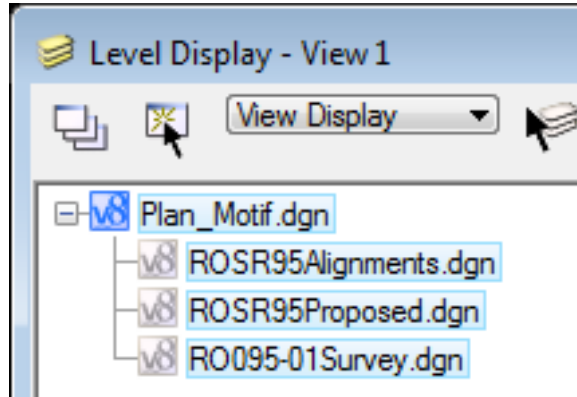 Level Display - View 1
View Display
v8 Plan_Motif.dgn
v8 ROSR95Alignments.dgn
v8 ROSR95Proposed.dgn
v8 RO095-01Survey.dgn